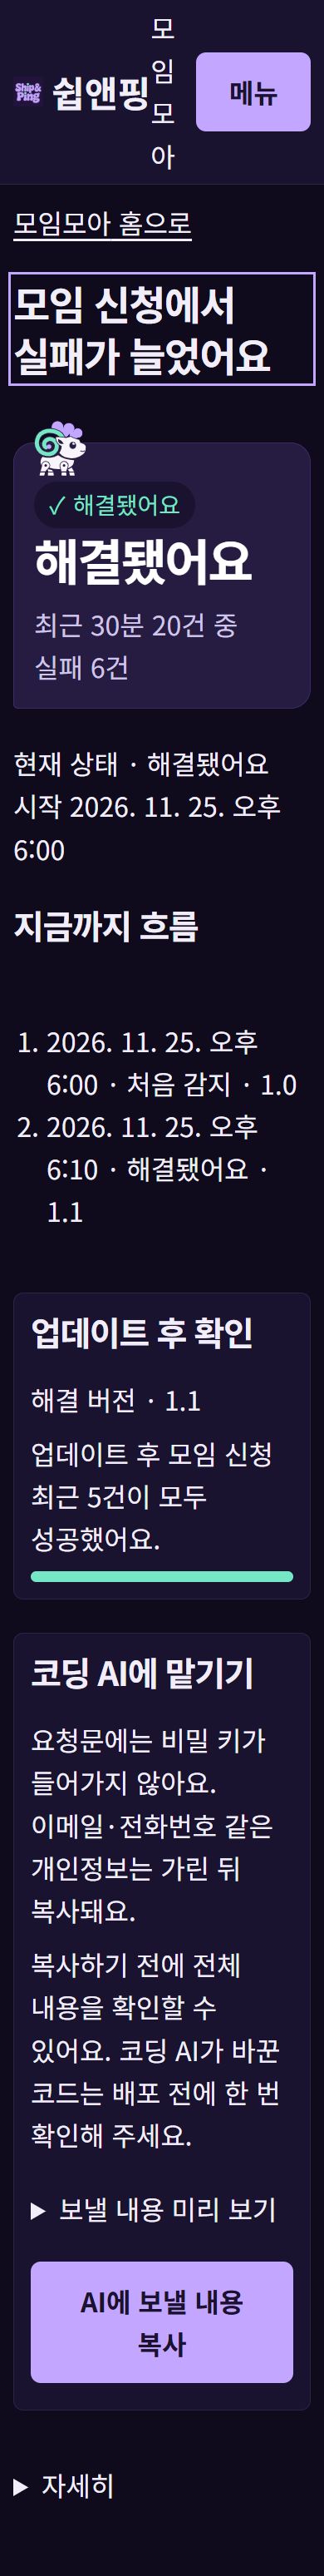 Ship&
Ping
쉽앤핑
모
임
모
아
메뉴
모임모아 홈으로
모임 신청에서
실패가 늘었어요
✓ 해결됐어요
해결됐어요
최근 30분 20건 중
실패 6건
현재 상태 · 해결됐어요
시작 2026. 11. 25. 오후
6:00
지금까지 흐름
1. 2026. 11. 25. 오후
6:00 · 처음 감지 · 1.0
2. 2026. 11. 25. 오후
6:10 · 해결됐어요 ·
1.1
업데이트 후 확인
해결 버전 · 1.1
업데이트 후 모임 신청
최근 5건이 모두
성공했어요.
코딩 AI에 맡기기
요청문에는 비밀 키가
들어가지 않아요.
이메일·전화번호 같은
개인정보는 가린 뒤
복사돼요.
복사하기 전에 전체
내용을 확인할 수
있어요. 코딩 AI가 바꾼
코드는 배포 전에 한 번
확인해 주세요.
▶ 보낼 내용 미리 보기
AI에 보낼 내용
복사
▶ 자세히